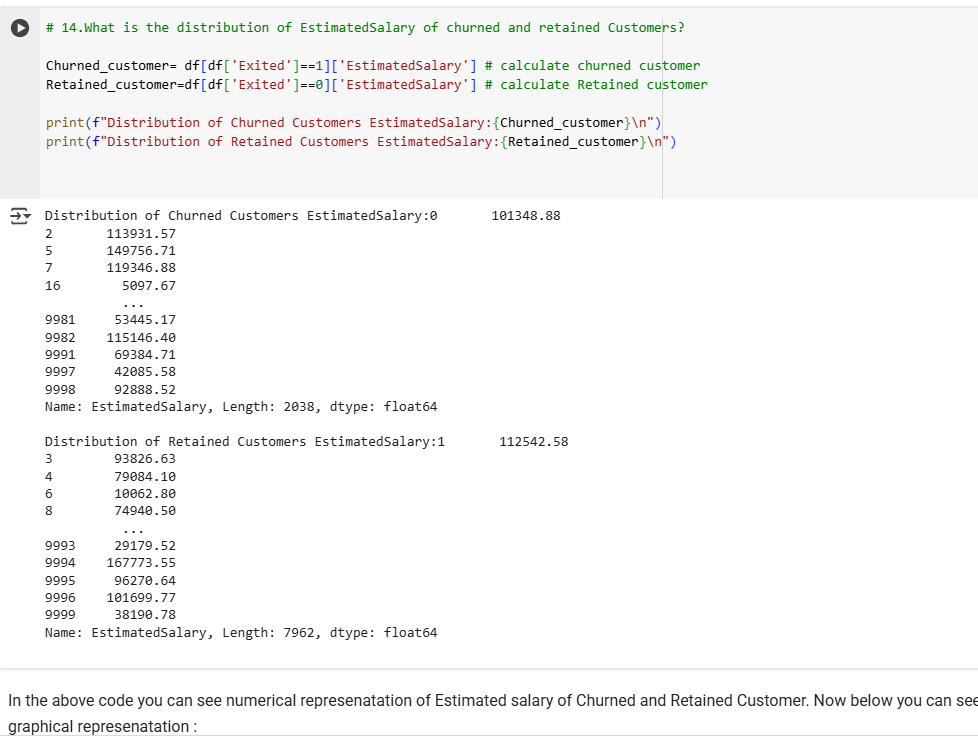 # 14.What is the distribution of EstimatedSalary of churned and retained Customers?
Churned_customer= df[df['Exited']==1]['EstimatedSalary'] # calculate churned customer
Retained_customer=df[df['Exited']==0]['EstimatedSalary'] # calculate Retained customer
print(f"Distribution of Churned Customers EstimatedSalary:{Churned_customer}\n")
print(f"Distribution of Retained Customers EstimatedSalary:{Retained_customer}\n")
Distribution of Churned Customers EstimatedSalary:0       101348.88
2       113931.57
5       149756.71
7       119346.88
16        5097.67
          ...
9981     53445.17
9982    115146.40
9991     69384.71
9997     42085.58
9998     92888.52
Name: EstimatedSalary, Length: 2038, dtype: float64
Distribution of Retained Customers EstimatedSalary:1       112542.58
3        93826.63
4        79084.10
6        10062.80
8        74940.50
          ...
9993     29179.52
9994    167773.55
9995     96270.64
9996    101699.77
9999     38190.78
Name: EstimatedSalary, Length: 7962, dtype: float64
In the above code you can see numerical represenatation of Estimated salary of Churned and Retained Customer. Now below you can see
graphical represenatation :